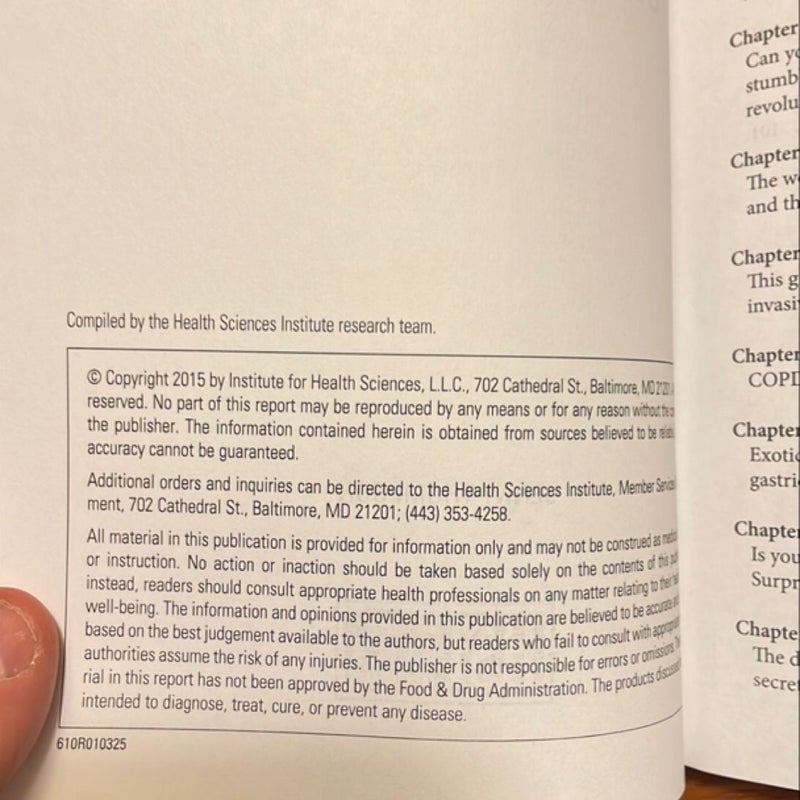 Compiled by the Health Sciences Institute research team.
© Copyright 2015 by Institute for Health Sciences, L.L.C., 702 Cathedral St., Baltimore, MD
reserved. No part of this report may be reproduced by any means or for any reason without the
the publisher. The information contained herein is obtained from sources believed to be
accuracy cannot be guaranteed.
Additional orders and inquiries can be directed to the Health Sciences Institute, Member
ment, 702 Cathedral St., Baltimore, MD 21201; (443) 353-4258.
All material in this publication is provided for information only and may not be construed as
or instruction. No action or inaction should be taken based solely on the contents of this
instead, readers should consult appropriate health professionals on any matter relating to their
well-being. The information and opinions provided in this publication are believed to be accurate
based on the best judgement available to the authors, but readers who fail to consult with
authorities assume the risk of any injuries. The publisher is not responsible for errors or omissions.
rial in this report has not been approved by the Food & Drug Administration. The products
intended to diagnose, treat, cure, or prevent any disease.
610R010325
Chapter
Can
stumb
revolu
Chapter
The
and th
Chapter
This g
invasi
Chapter
COPD
Chapter
Exotic
gastri
Chapter
Is you
Surpr
Chapte
The d
secret